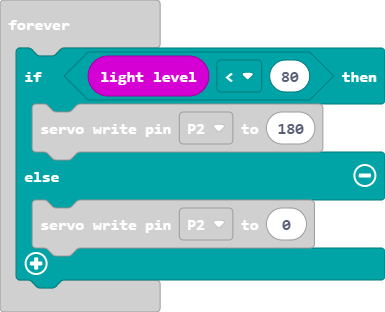 forever
if light level < 80 then
servo write pin P2 to 180
else
servo write pin P2 to 0